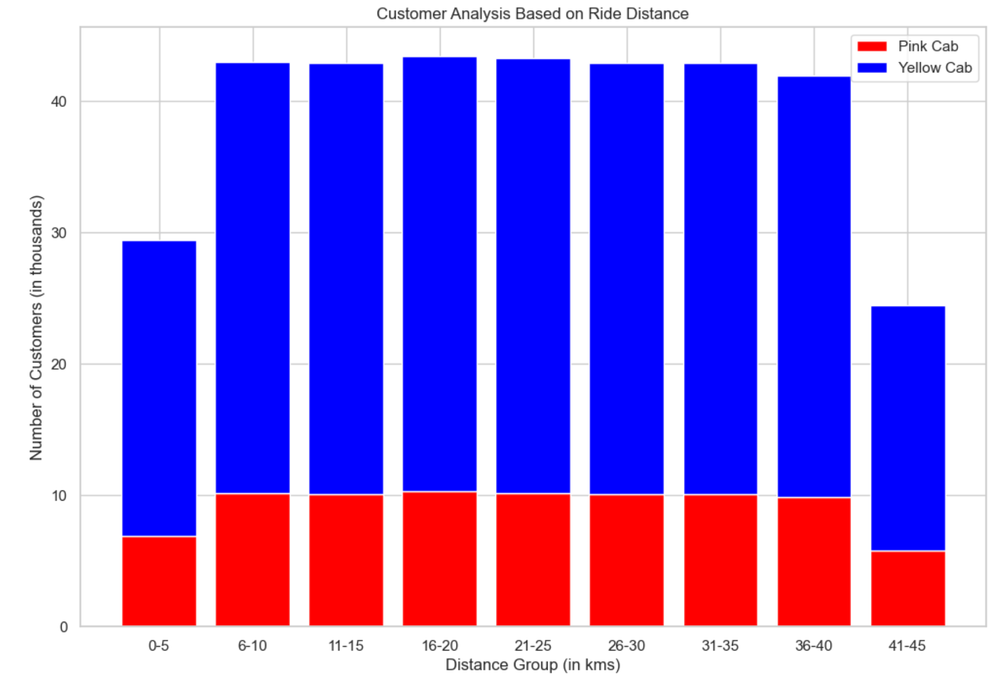 Customer Analysis Based on Ride Distance
Pink Cab
Yellow Cab
Number of Customers (in thousands)
40
30
20
10
0
0-5 6-10 11-15 16-20 21-25 26-30 31-35 36-40 41-45
Distance Group (in kms)